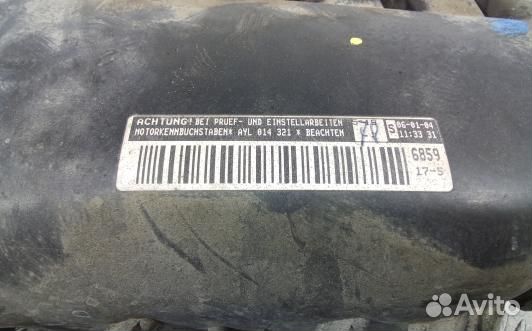 ACHTUNG! BEI PRUEF- UND EINSTELLARBEITEN
MOTORKENNBUCHSTABEN* AYL 014 321 * BEACHTEN
S 06-01-04
11:33 31
6859
17-5
Avito